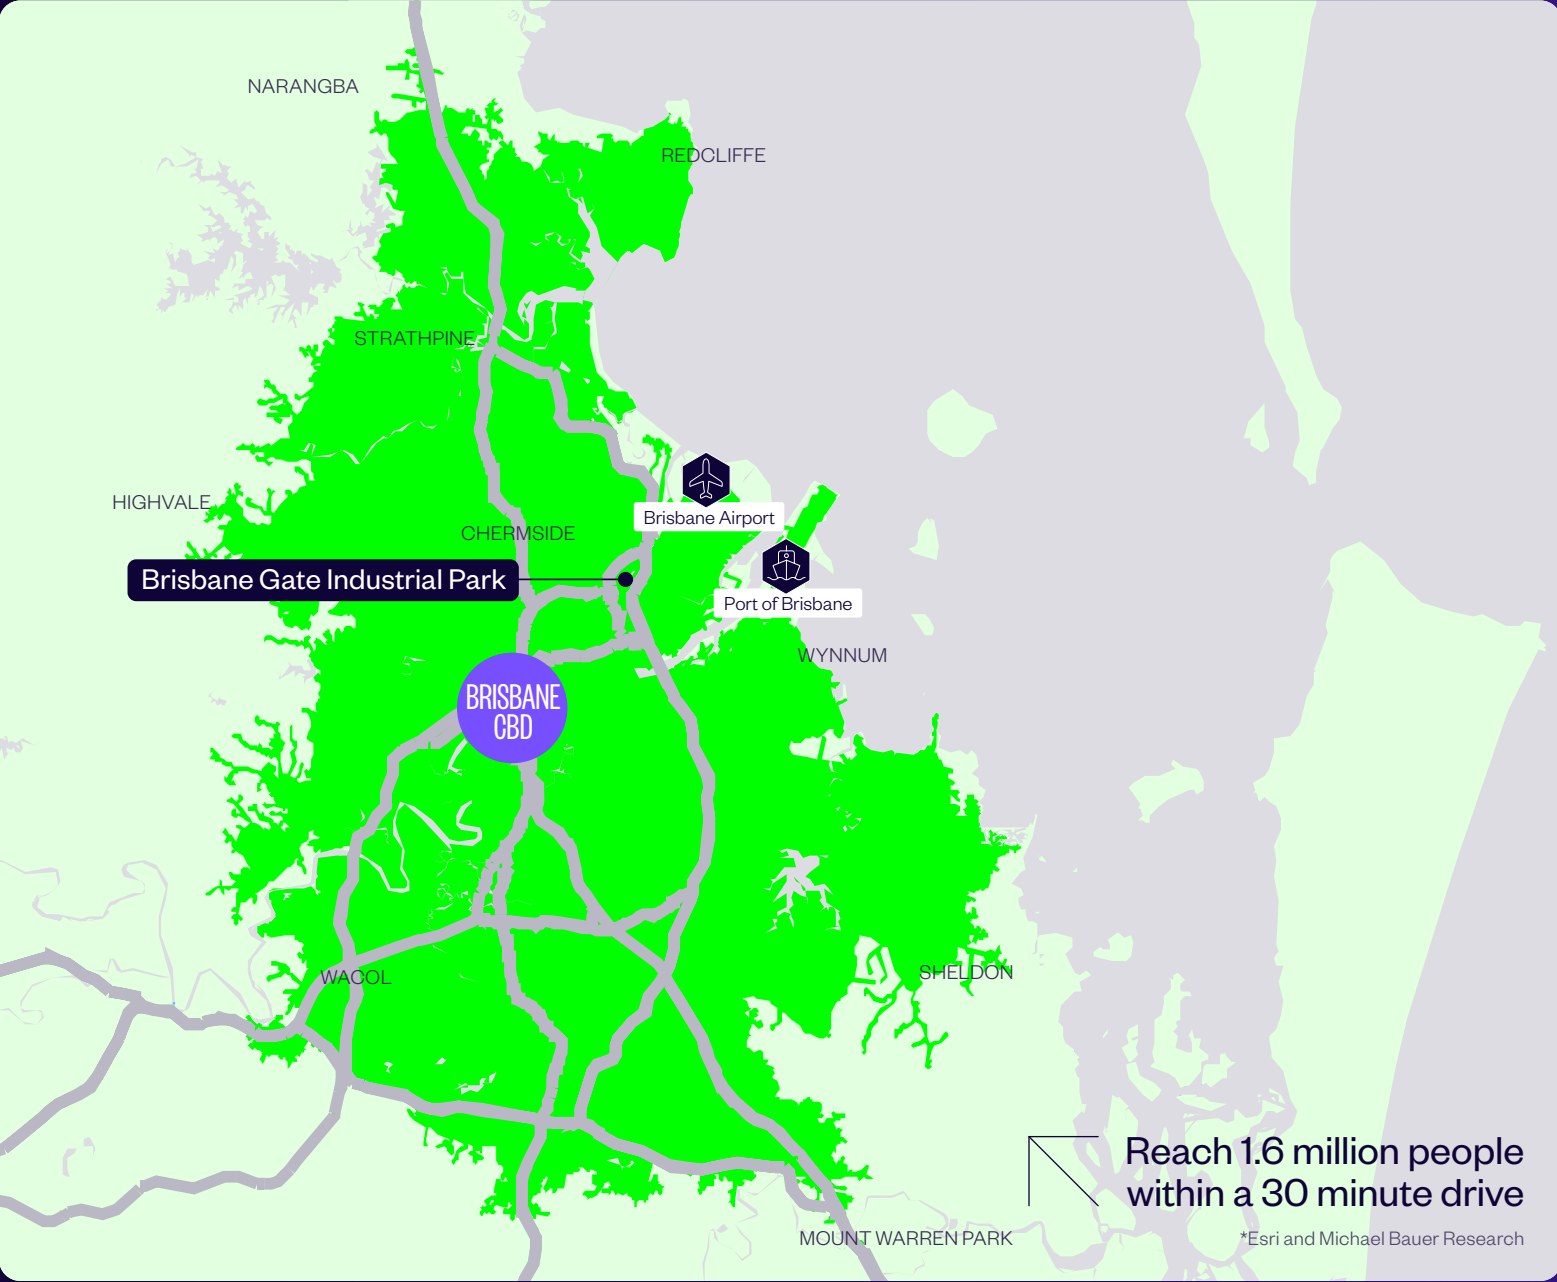 NARANGBA
REDCLIFFE
STRATHPINE
HIGHVALE
Brisbane Airport
CHERMSIDE
Brisbane Gate Industrial Park
Port of Brisbane
WYNNUM
BRISBANE
CBD
SHELDON
WACOL
Reach 1.6 million people
within a 30 minute drive
MOUNT WARREN PARK
*Esri and Michael Bauer Research